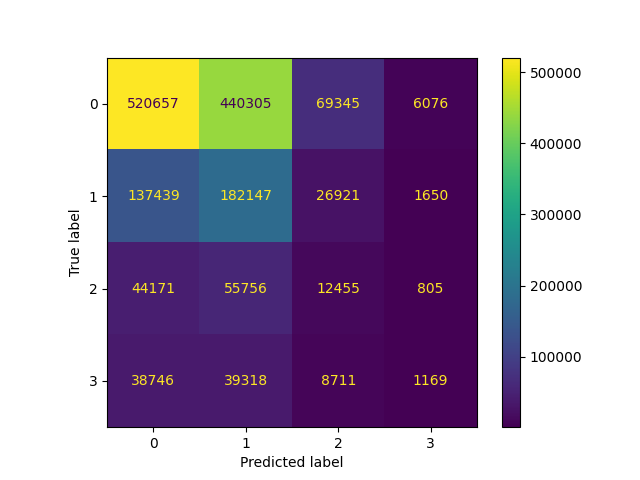 0 520657 440305 69345 6076
1 137439 182147 26921 1650
2 44171 55756 12455 805
3 38746 39318 8711 1169
0 1 2 3
Predicted label
True label
500000
400000
300000
200000
100000